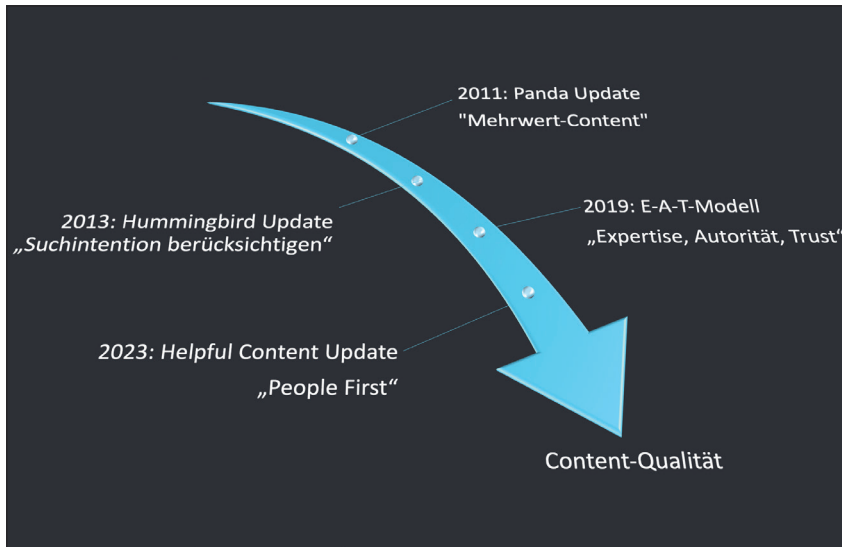 2011: Panda Update
"Mehrwert-Content"
2013: Hummingbird Update
„Suchintention berücksichtigen“
2019: E-A-T-Modell
„Expertise, Autorität, Trust“
2023: Helpful Content Update
„People First“
Content-Qualität